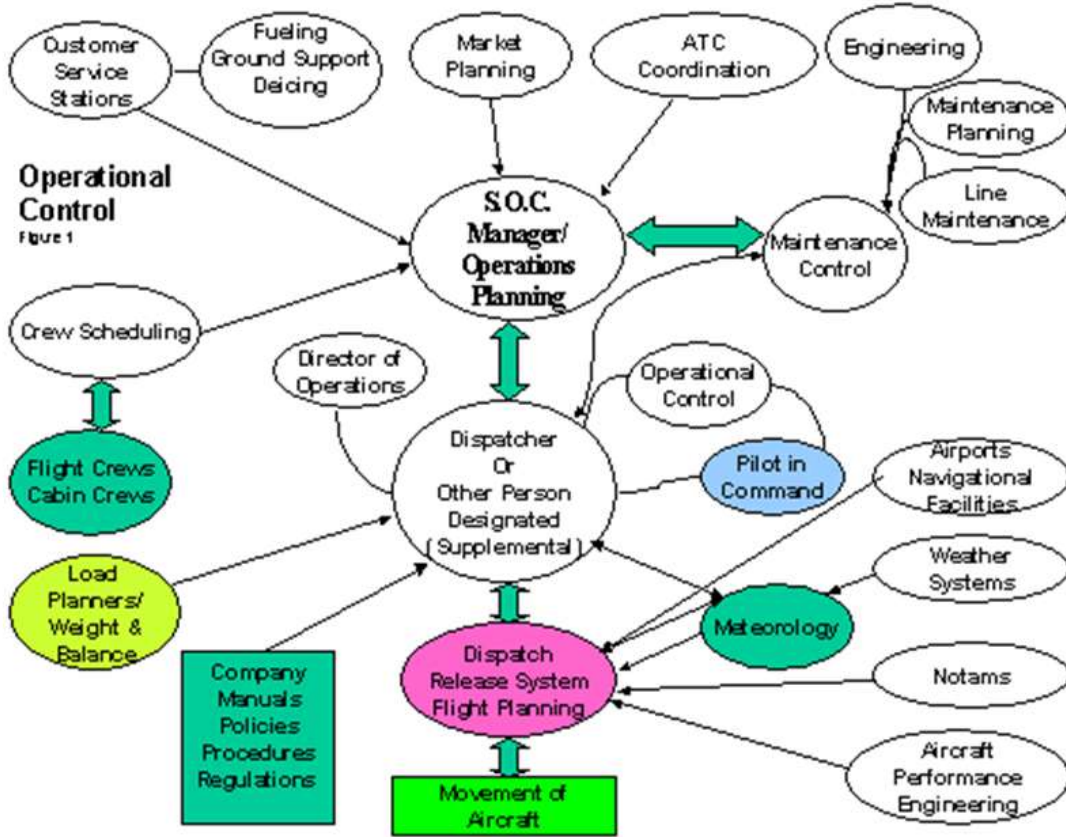 Customer
Service
Stations
Fueling
Ground Support
Deicing
Market
Planning
ATC
Coordination
Engineering
Maintenance
Planning
Line
Maintenance
Operational
Control
Figure 1
S.O.C.
Manager/
Operations
Planning
Maintenance
Control
Crew Scheduling
Director of
Operations
Operational
Control
Flight Crews
Cabin Crews
Dispatcher
Or
Other Person
Designated
(Supplemental)
Pilot in
Command
Airports
Navigational
Facilities
Load
Planners/
Weight &
Balance
Weather
Systems
Meteorology
Company
Manuals
Policies
Procedures
Regulations
Dispatch
Release System
Flight Planning
Notams
Movement of
Aircraft
Aircraft
Performance
Engineering